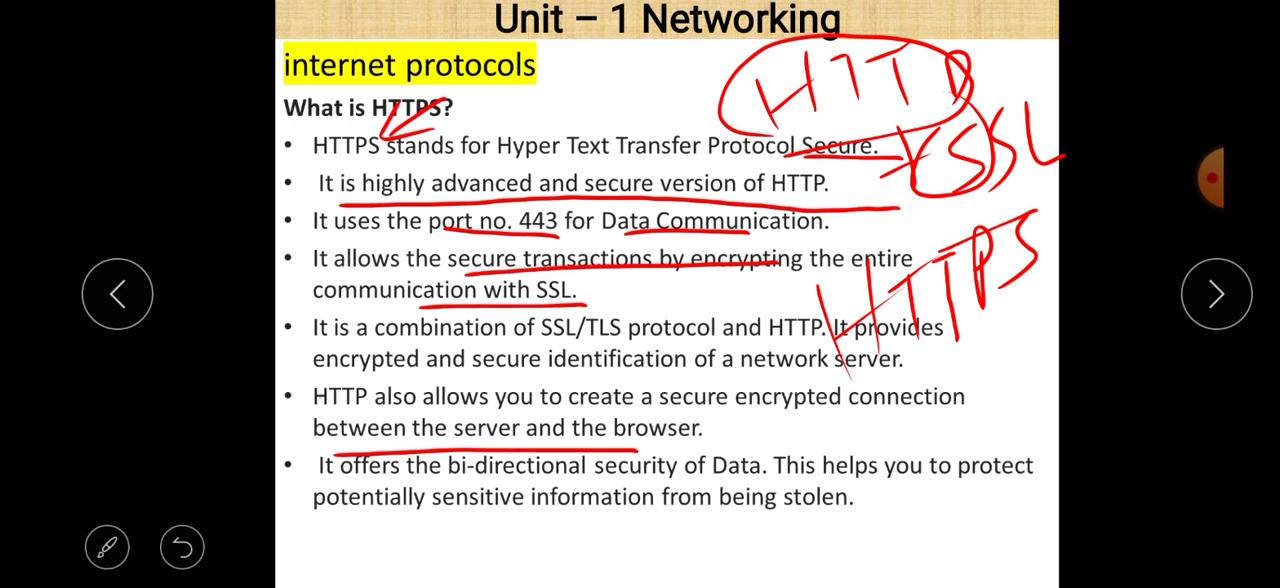 Unit – 1 Networking
internet protocols
HTTP
What is HTTPS?
+ SSL
• HTTPS stands for Hyper Text Transfer Protocol Secure.
• It is highly advanced and secure version of HTTP.
• It uses the port no. 443 for Data Communication.
HTTPS
• It allows the secure transactions by encrypting the entire
communication with SSL.
• It is a combination of SSL/TLS protocol and HTTP. It provides
encrypted and secure identification of a network server.
• HTTP also allows you to create a secure encrypted connection
between the server and the browser.
• It offers the bi-directional security of Data. This helps you to protect
potentially sensitive information from being stolen.